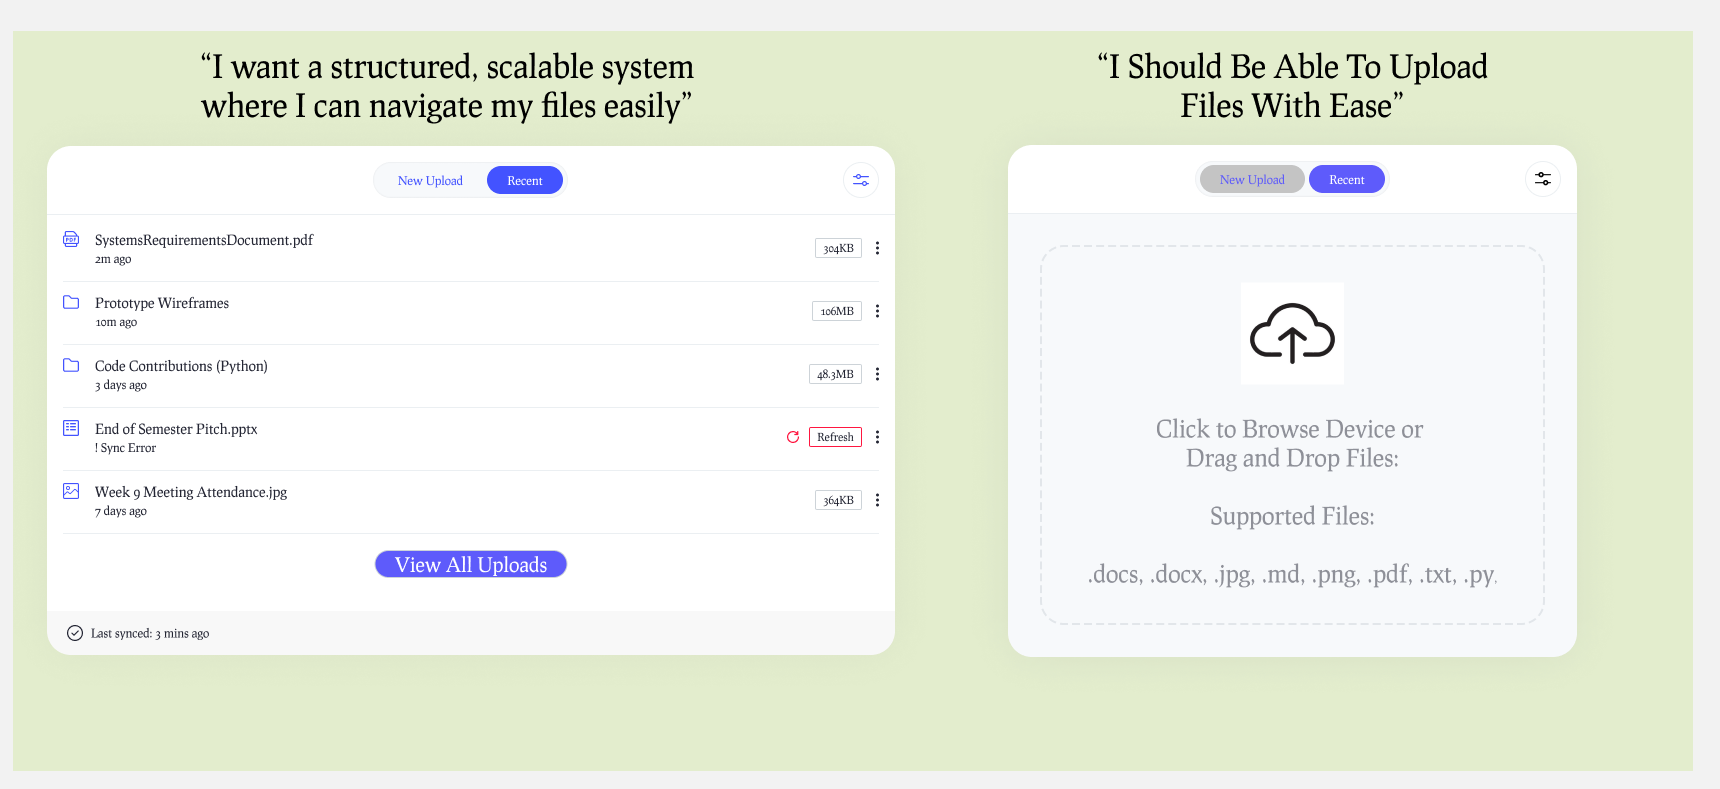 “I want a structured, scalable system
where I can navigate my files easily”
New Upload
Recent
PDF
SystemsRequirementsDocument.pdf
2m ago
304KB
Prototype Wireframes
10m ago
106MB
Code Contributions (Python)
3 days ago
48.3MB
End of Semester Pitch.pptx
! Sync Error
Refresh
Week 9 Meeting Attendance.jpg
7 days ago
364KB
View All Uploads
Last synced: 3 mins ago
“I Should Be Able To Upload
Files With Ease”
New Upload
Recent
Click to Browse Device or
Drag and Drop Files:
Supported Files:
.docs, .docx, .jpg, .md, .png, .pdf, .txt, .py.